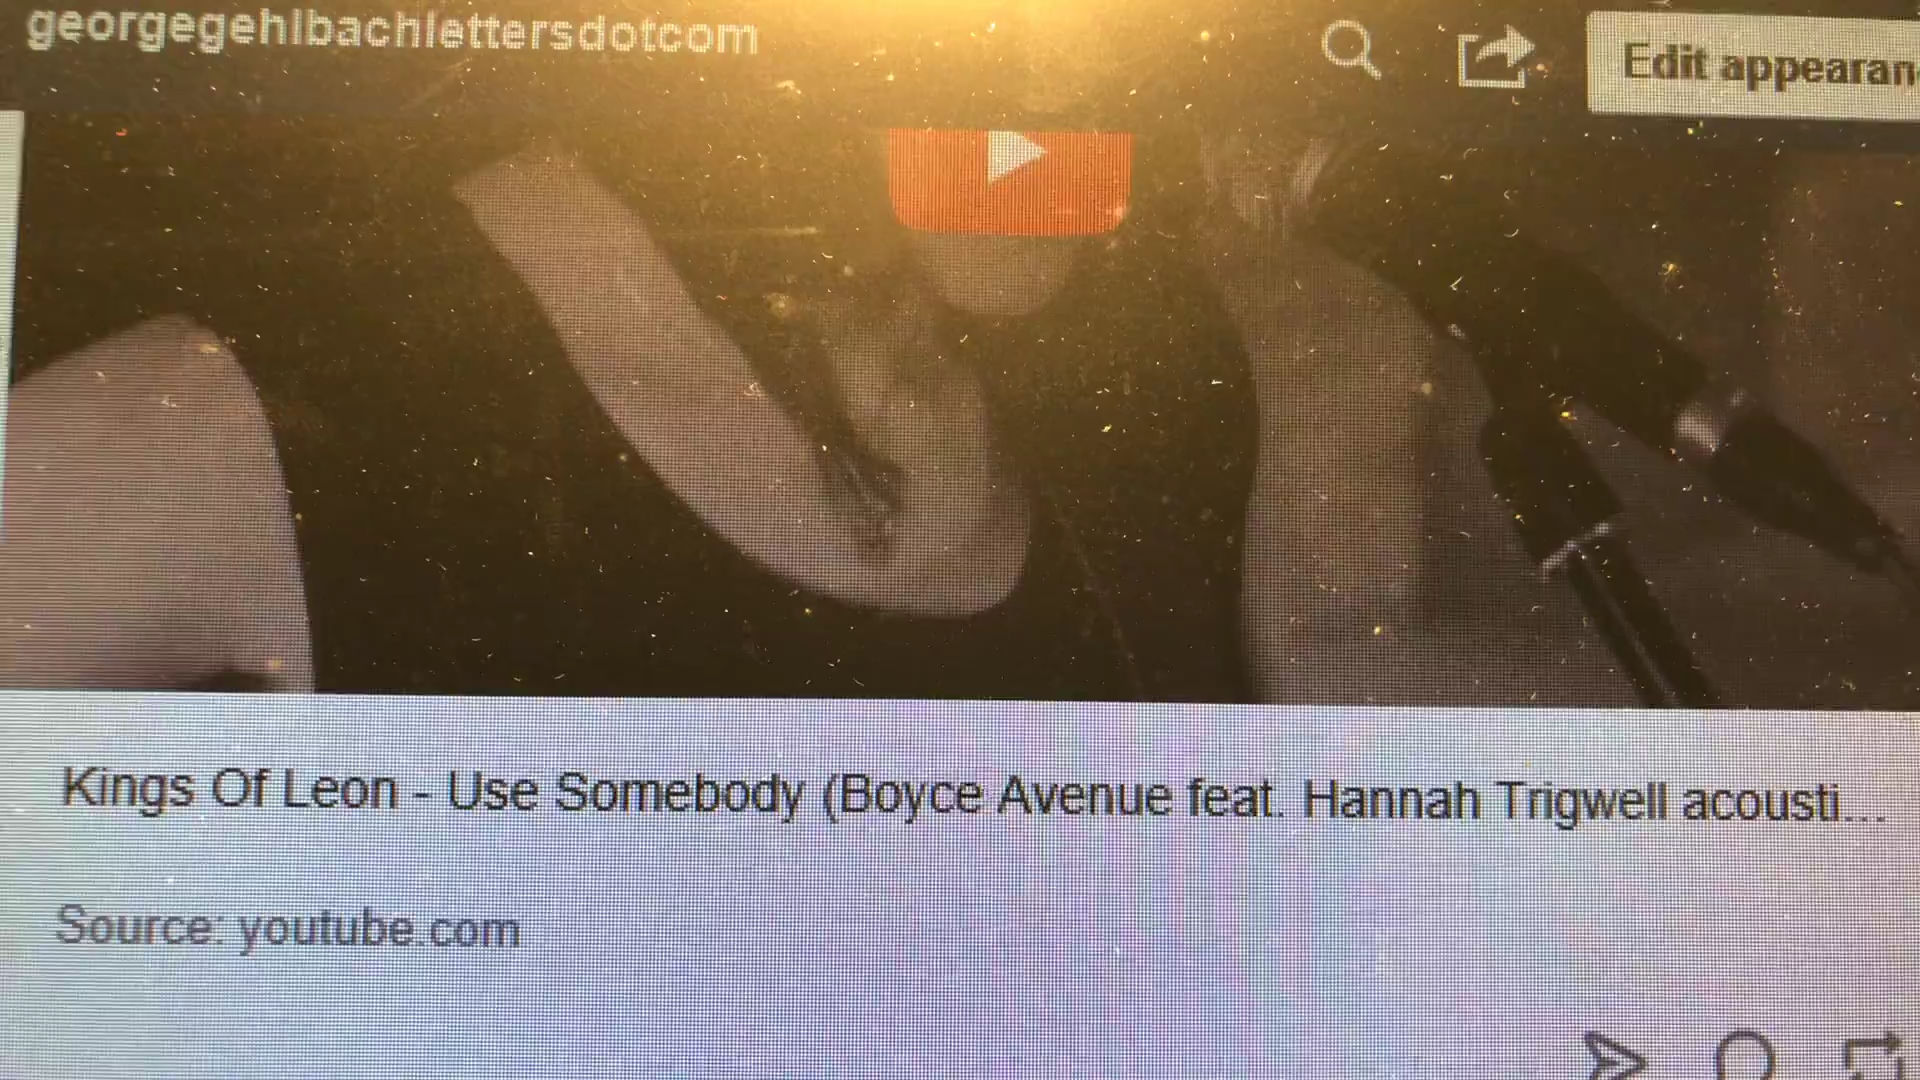 georgegehlbachlettersdotcom
Edit appearan
Kings Of Leon - Use Somebody (Boyce Avenue feat. Hannah Trigwell acousti...
Source: youtube.com